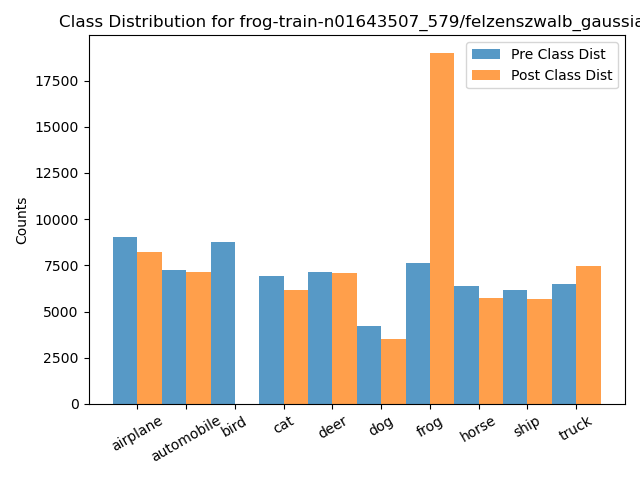 Class Distribution for frog-train-n01643507_579/felzenszwalb_gaussia
Pre Class Dist
Post Class Dist
Counts
17500
15000
12500
10000
7500
5000
2500
0
airplane
automobile
bird
cat
deer
dog
frog
horse
ship
truck